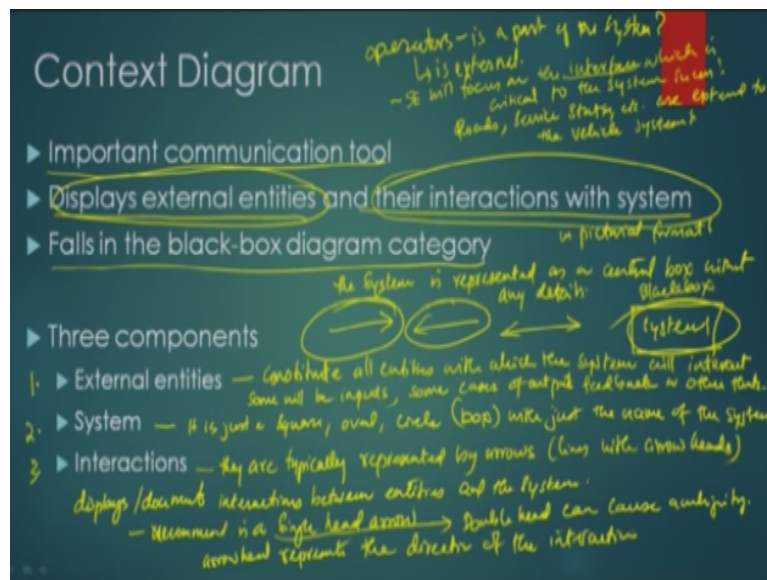 operators - is a part of the system?
Context Diagram
↳ is external.
- SE will focus on the interface which is
critical to the system
Roads, Service Station, etc. are external to
the vehicle system
▶ Important communication tool
▶ Displays external entities and their interactions with system
▶ Falls in the black-box diagram category
in pictorial format
the system is represented as a central box without
any details.
Blackbox
▶ Three components
System
1. ▶ External entities - Constitute all entities with which the system will interact
some will be inputs, some cases of output feedback or other
2. ▶ System - It is just a square, oval, circle (box) with just the name of the system
3. ▶ Interactions - they are typically represented by arrows (lines with arrow heads)
displays/documents interactions between entities and the system.
- recommend is a Single head arrow → Double head can cause ambiguity.
arrowhead represents the direction of the interaction